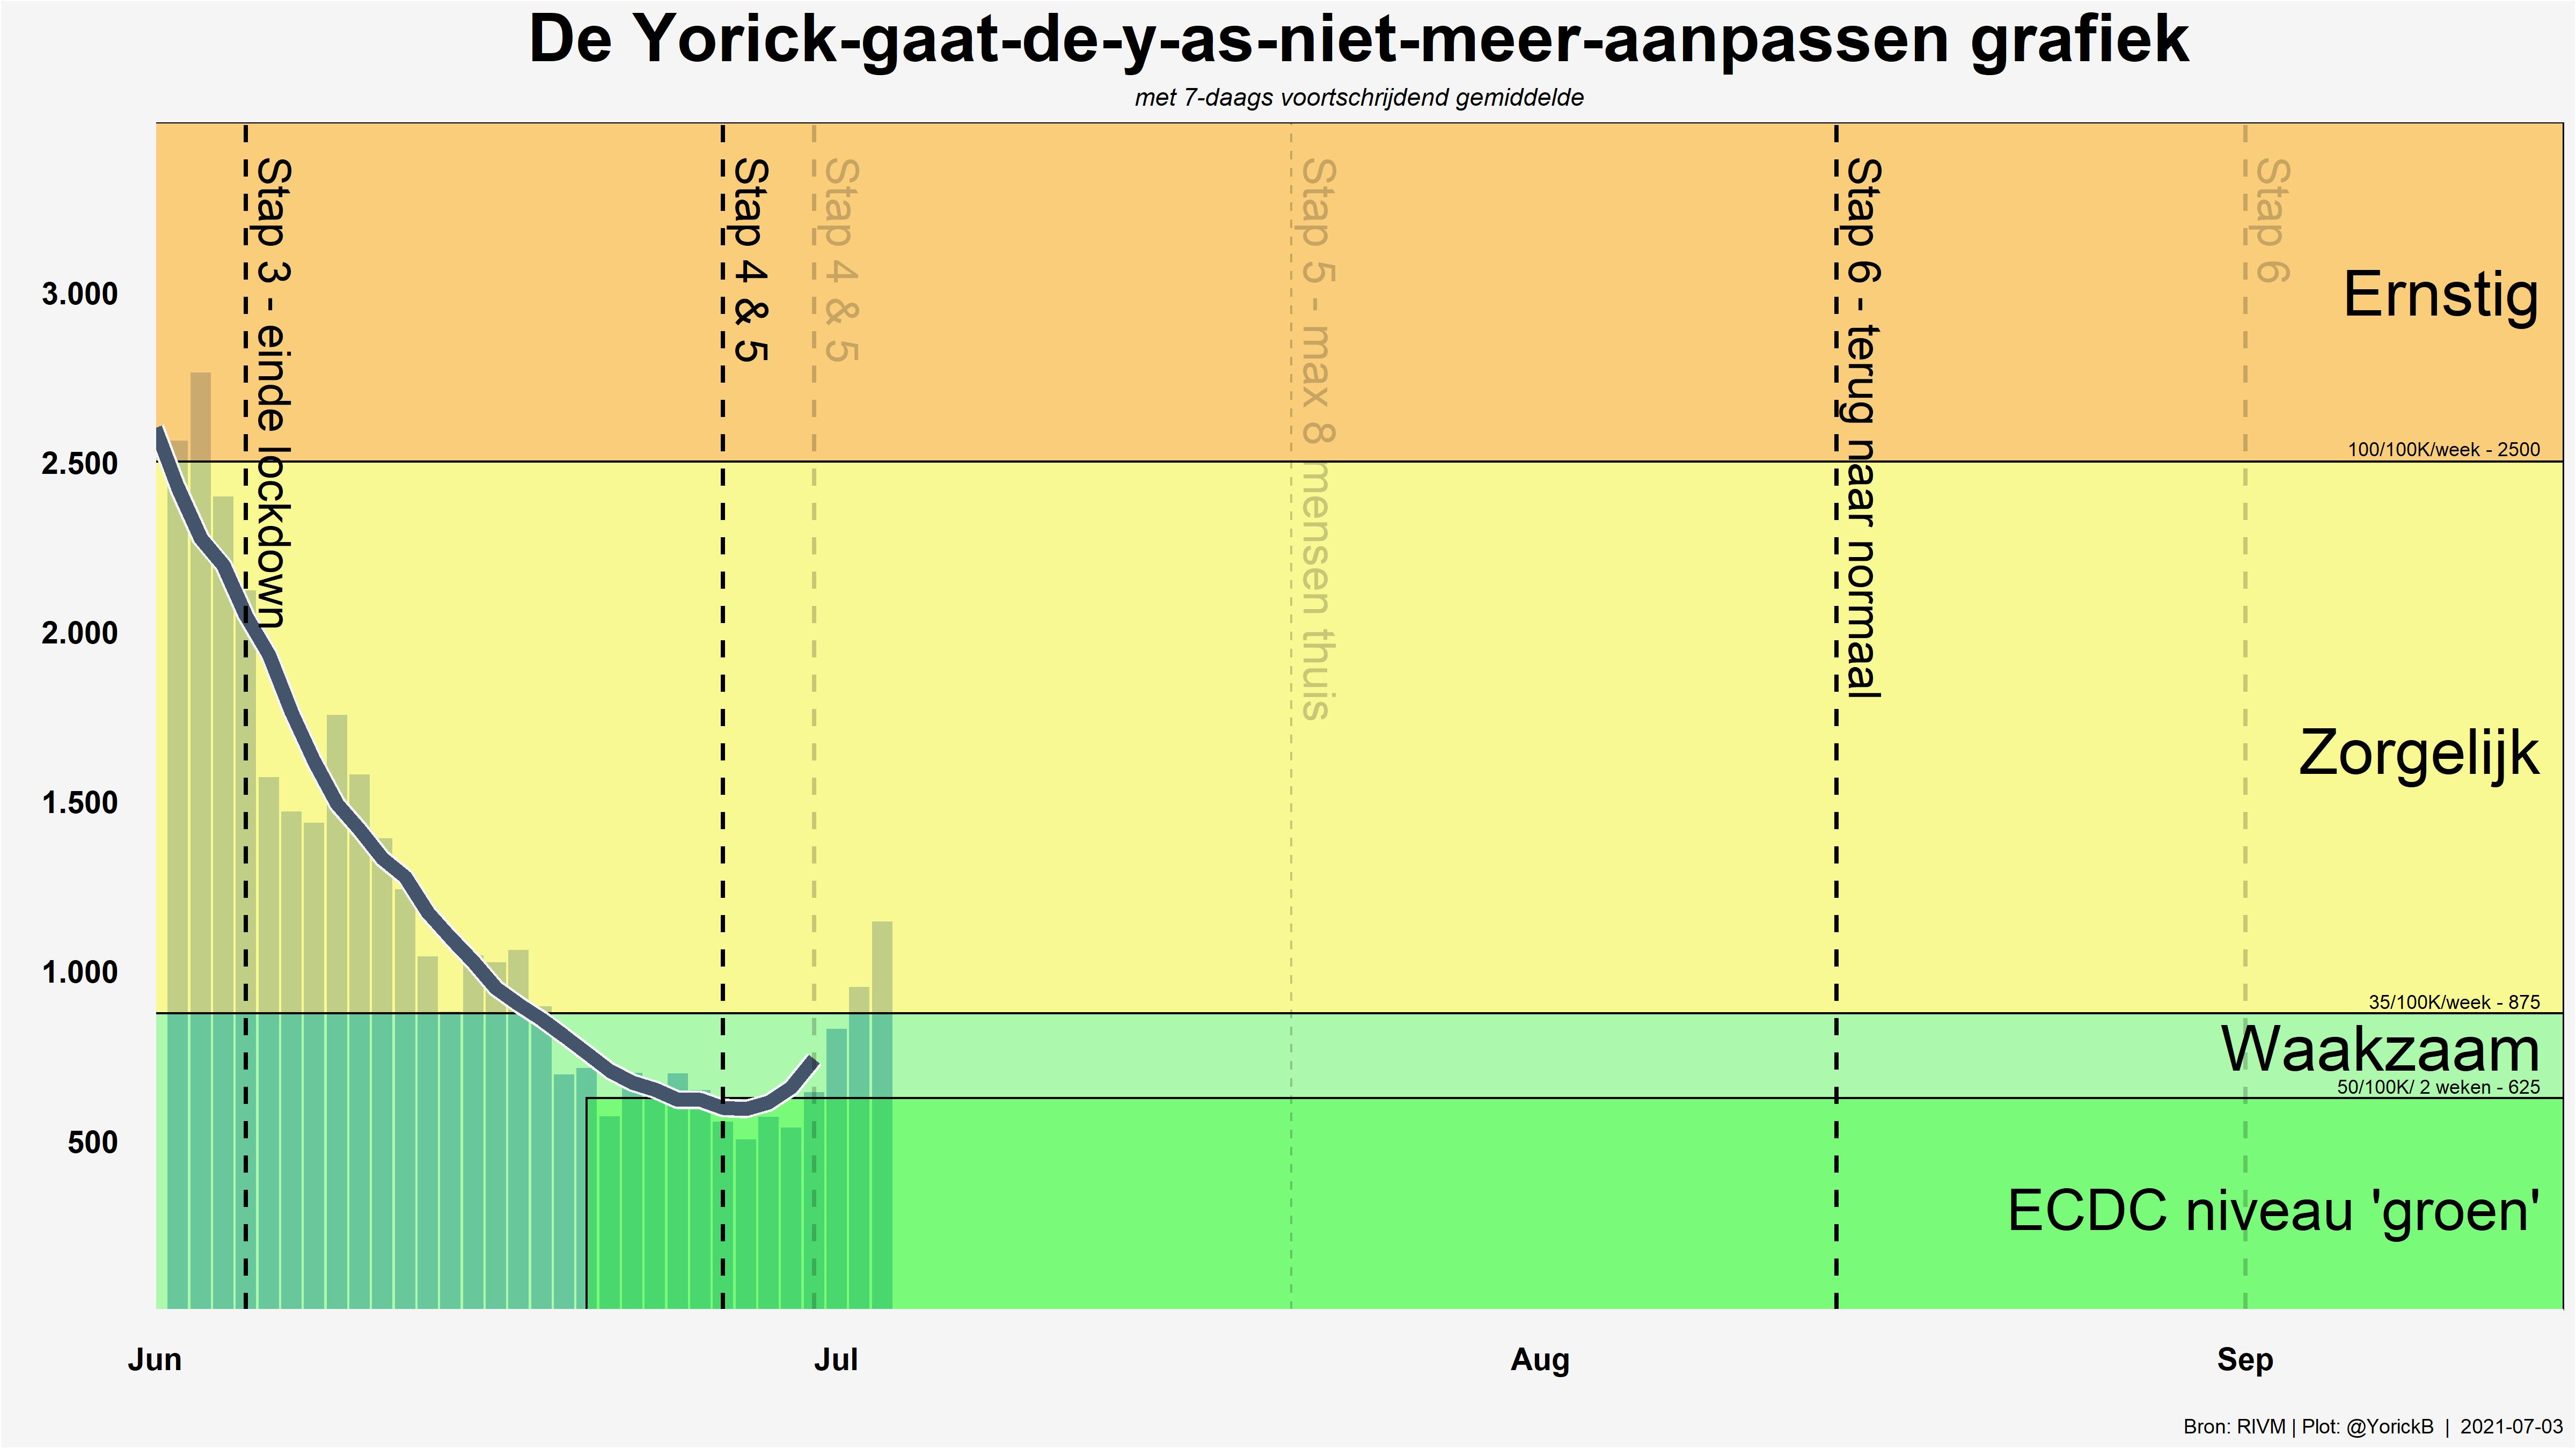 De Yorick-gaat-de-y-as-niet-meer-aanpassen grafiek
met 7-daags voortschrijdend gemiddelde
Stap 3 - einde lockdown
Stap 4 & 5
Stap 4 & 5
Stap 5 - max 8 mensen thuis
Stap 6 - terug naar normaal
Stap 6
3.000
Ernstig
100/100K/week - 2500
2.500
2.000
Zorgelijk
1.500
1.000
35/100K/week - 875
Waakzaam
50/100K/ 2 weken - 625
500
ECDC niveau 'groen'
Jun
Jul
Aug
Sep
Bron: RIVM | Plot: @YorickB | 2021-07-03